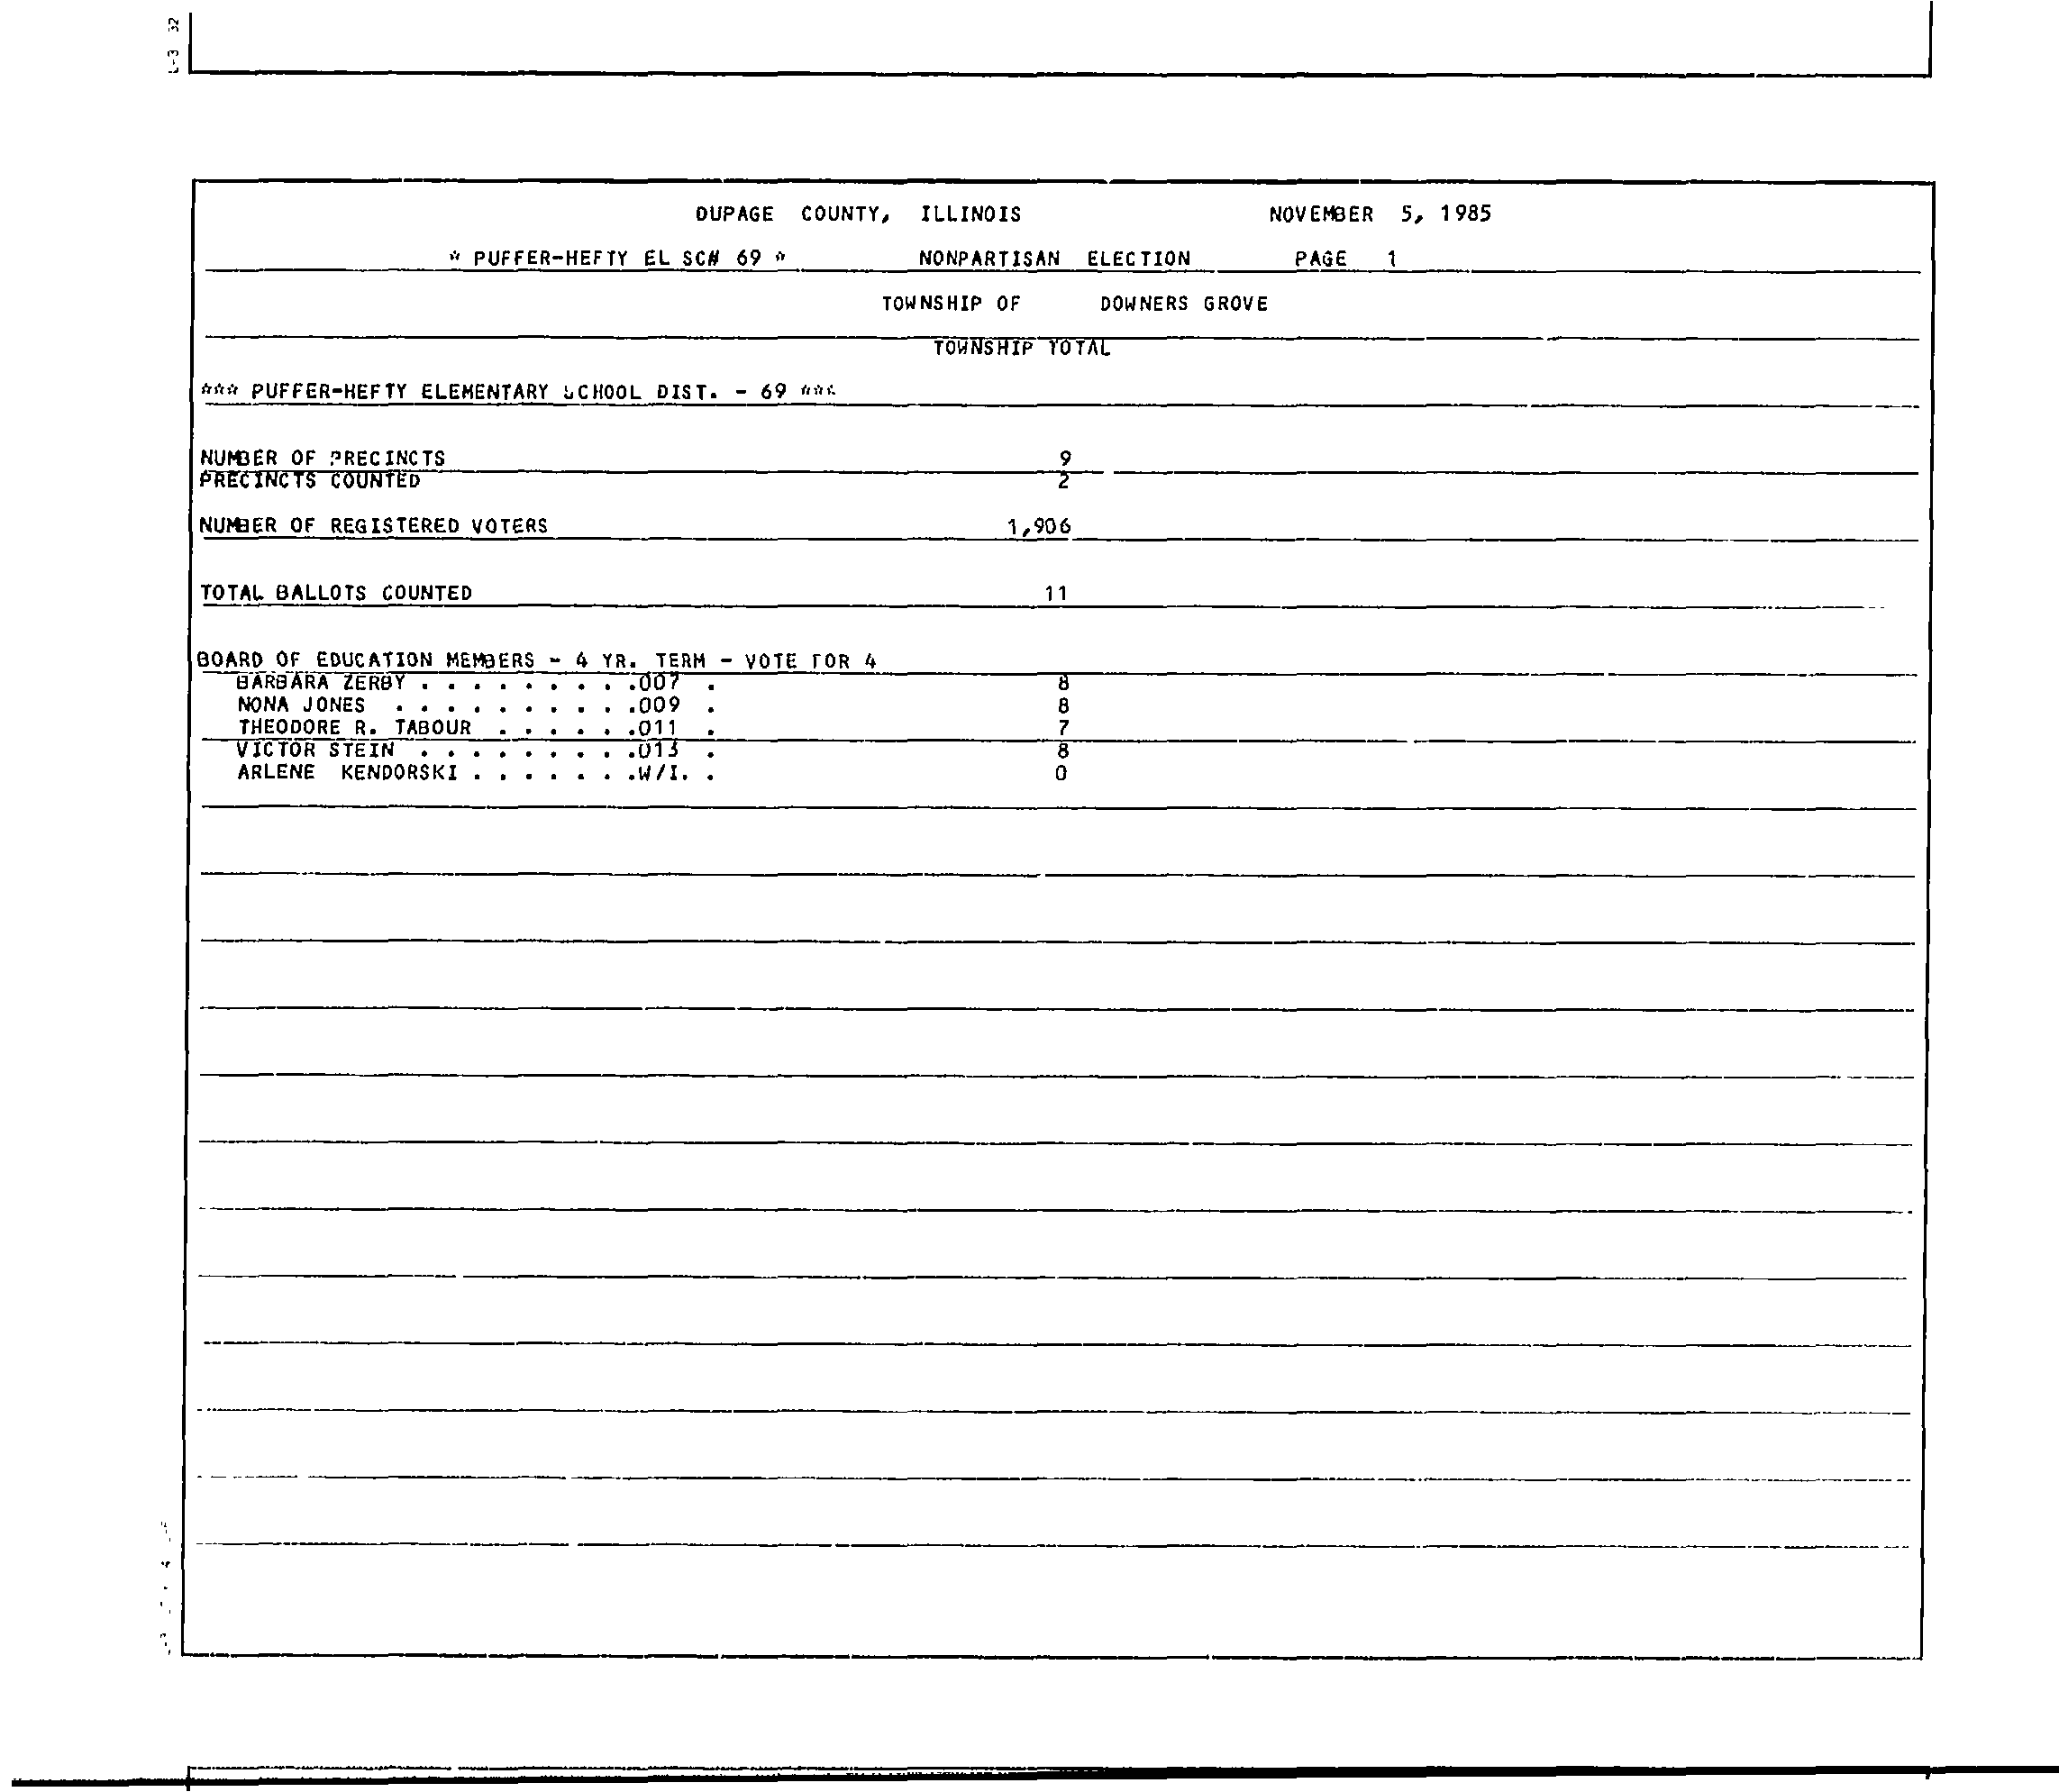 L-3 32
DUPAGE COUNTY, ILLINOIS NOVEMBER 5, 1985
* PUFFER-HEFTY EL SC# 69 * NONPARTISAN ELECTION PAGE 1
TOWNSHIP OF DOWNERS GROVE
TOWNSHIP TOTAL
*** PUFFER-HEFTY ELEMENTARY SCHOOL DIST. - 69 ***
NUMBER OF PRECINCTS 9
PRECINCTS COUNTED 2
NUMBER OF REGISTERED VOTERS 1,906
TOTAL BALLOTS COUNTED 11
BOARD OF EDUCATION MEMBERS - 4 YR. TERM - VOTE FOR 4
BARBARA ZERBY . . . . . . . . .007 . 8
NONA JONES . . . . . . . . . .009 . 8
THEODORE R. TABOUR . . . . . .011 . 7
VICTOR STEIN . . . . . . . . .013 . 8
ARLENE KENDORSKI . . . . . . .W/I. . 0